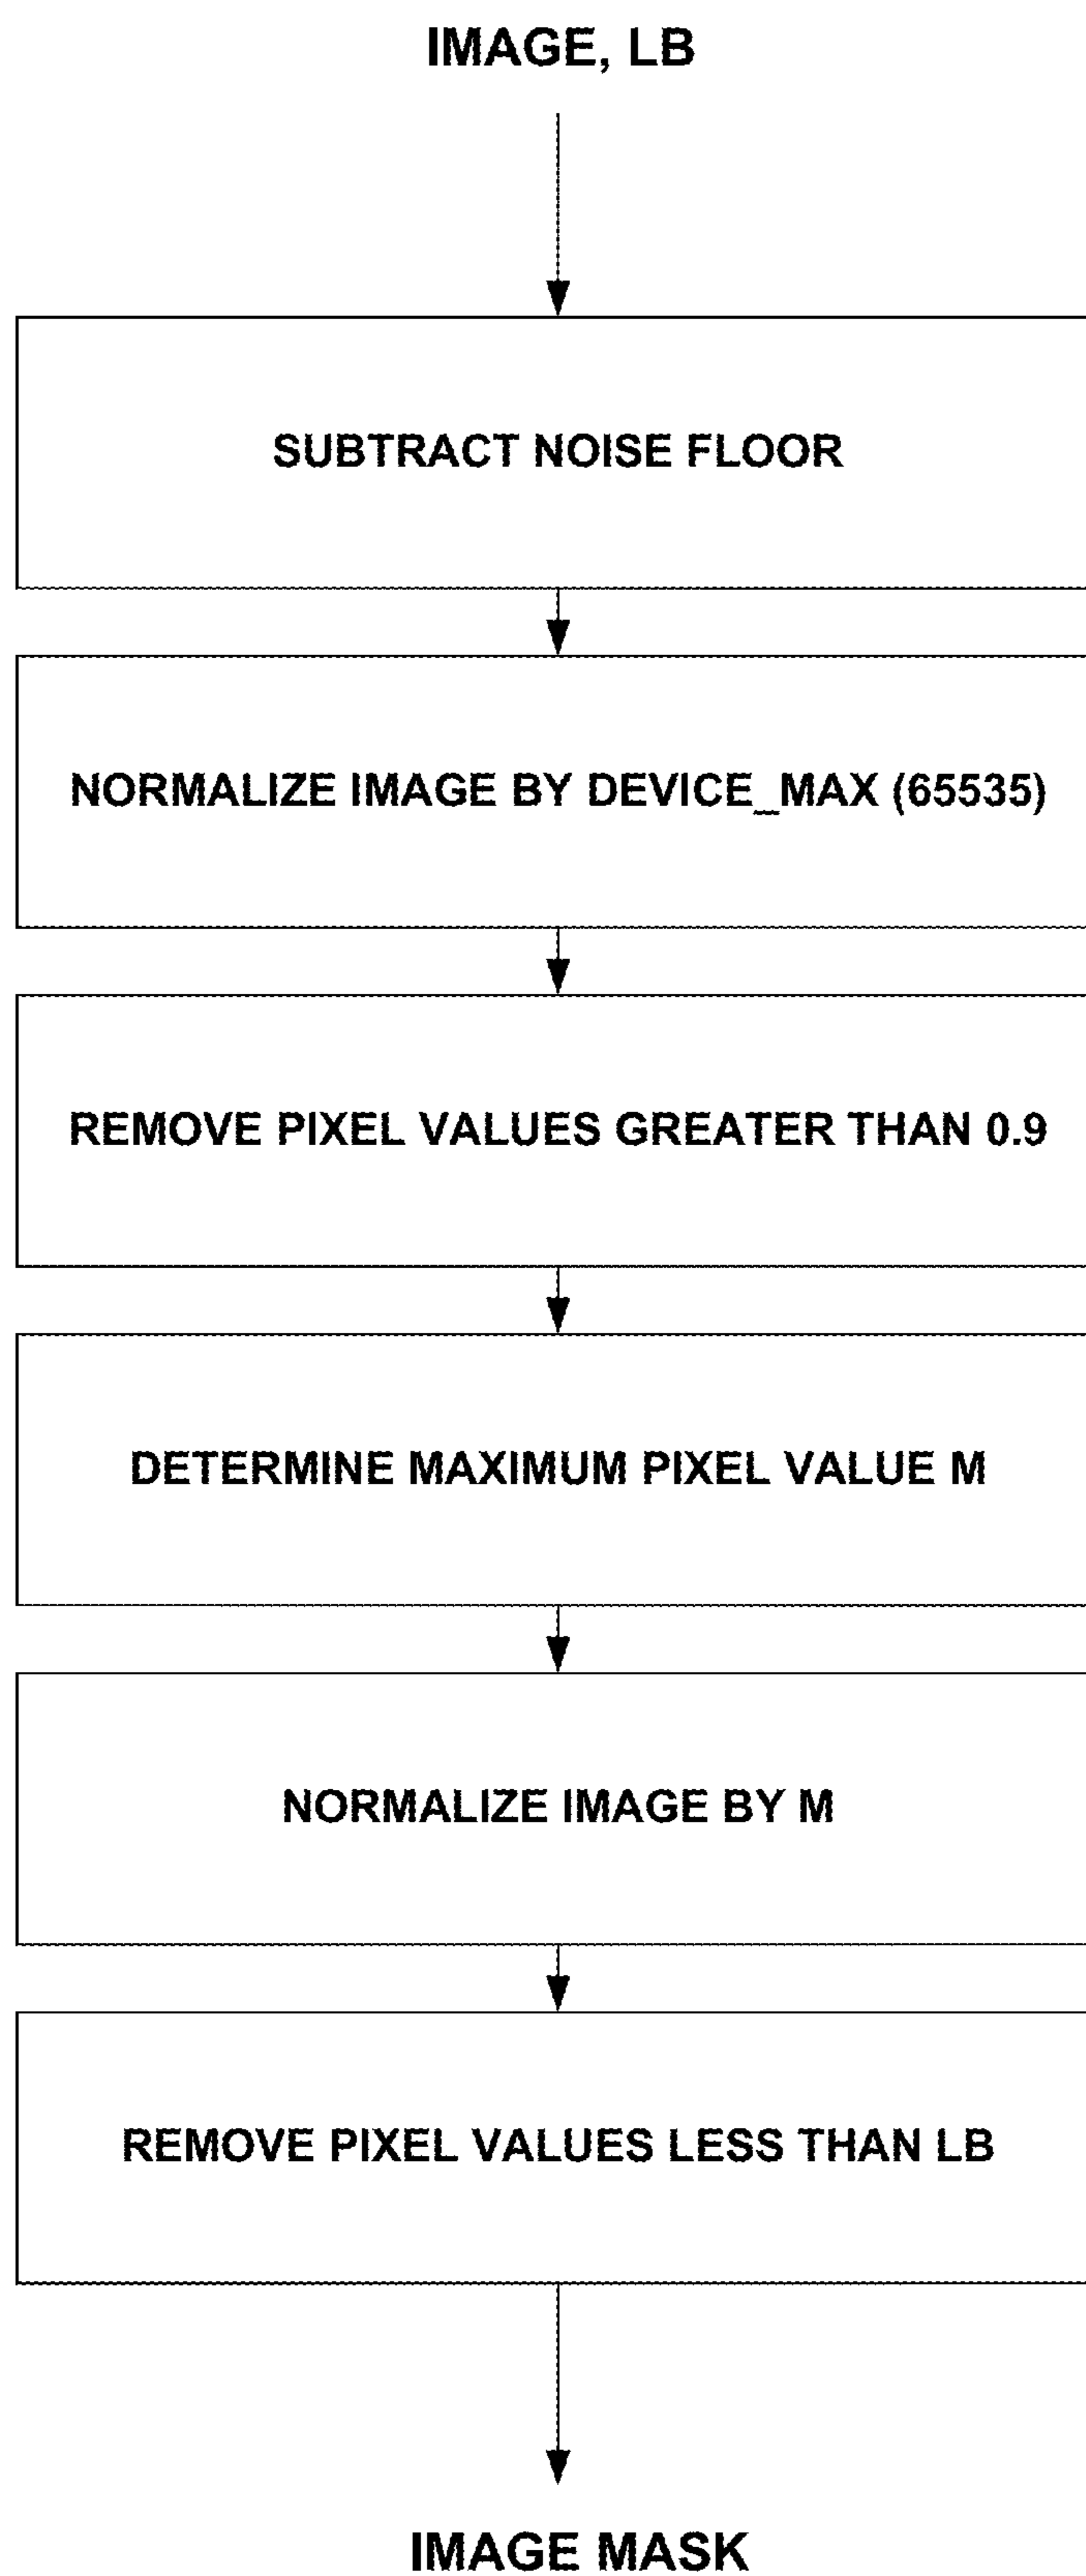 IMAGE, LB
SUBTRACT NOISE FLOOR
NORMALIZE IMAGE BY DEVICE_MAX (65535)
REMOVE PIXEL VALUES GREATER THAN 0.9
DETERMINE MAXIMUM PIXEL VALUE M
NORMALIZE IMAGE BY M
REMOVE PIXEL VALUES LESS THAN LB
IMAGE MASK